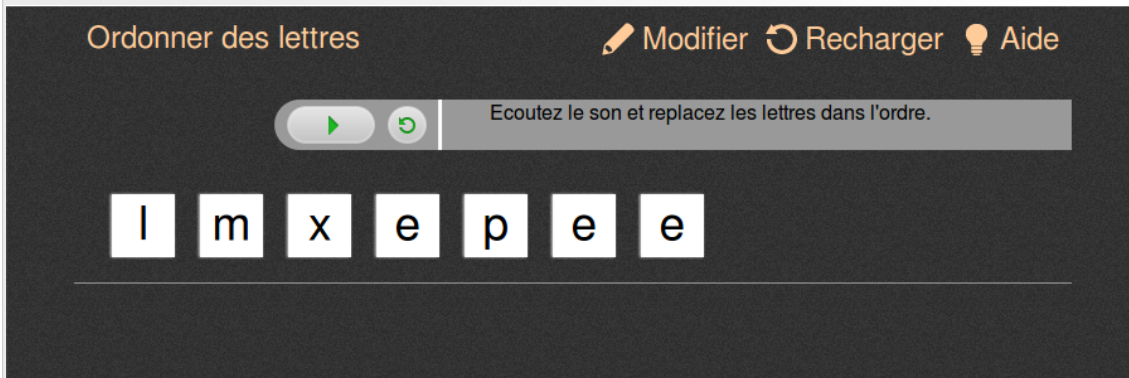 Ordonner des lettres Modifier Recharger Aide
Ecoutez le son et replacez les lettres dans l'ordre.
l m x e p e e